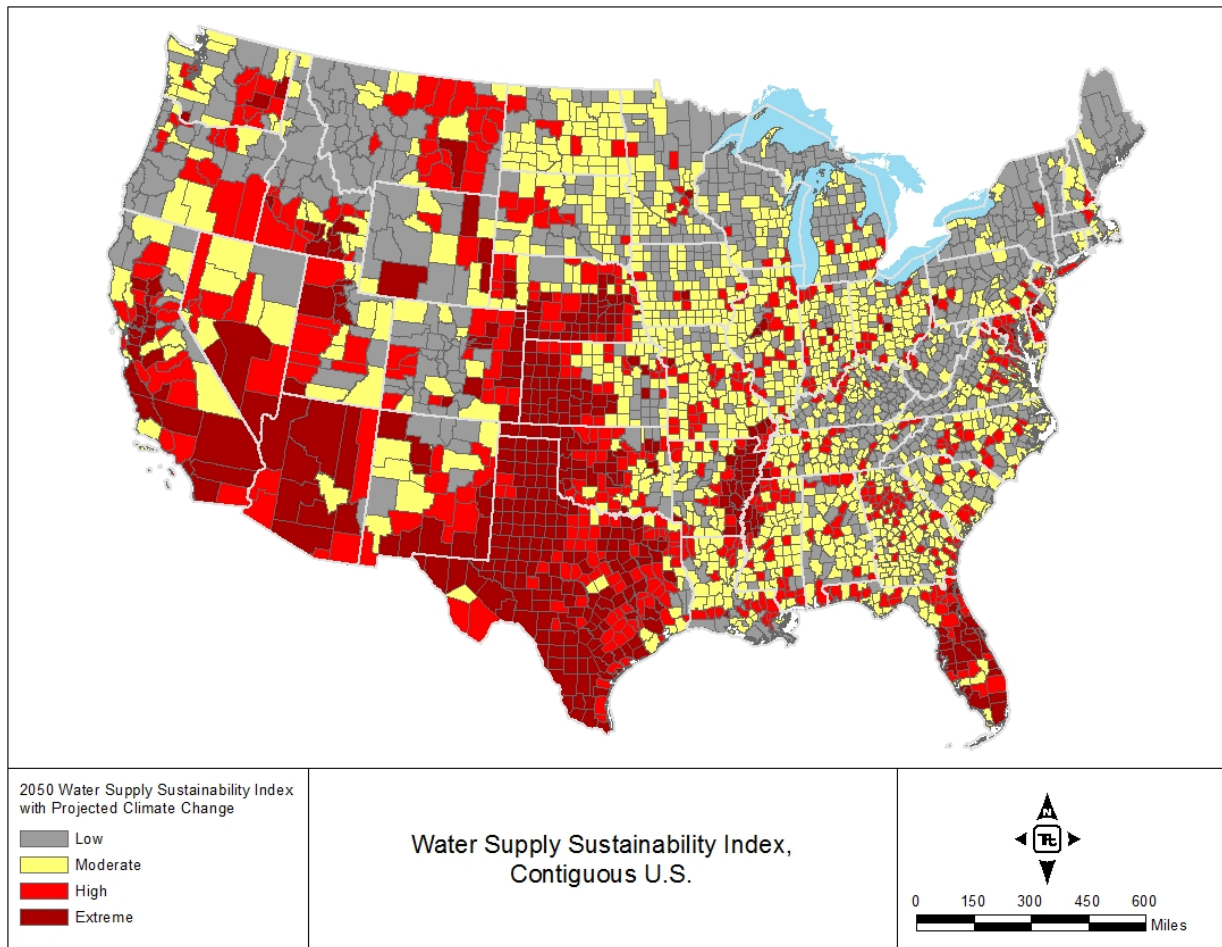 2050 Water Supply Sustainability Index
with Projected Climate Change
Low
Moderate
High
Extreme
Water Supply Sustainability Index,
Contiguous U.S.
N
0 150 300 450 600
Miles